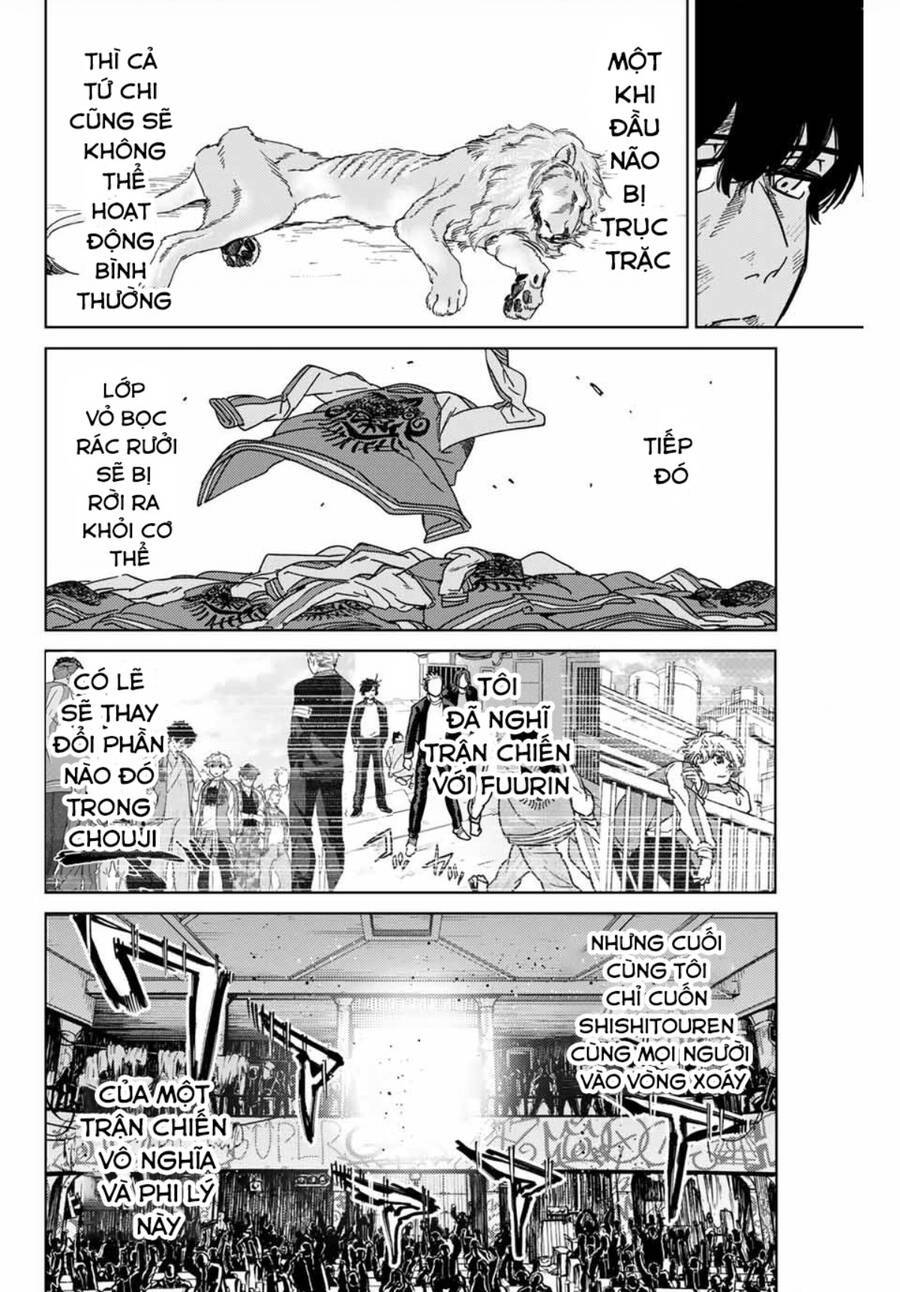 MỘT
KHI
ĐẦU
NÃO
BỊ
TRỤC
TRẶC
THÌ CẢ
TỨ CHI
CŨNG SẼ
KHÔNG
THỂ
HOẠT
ĐỘNG
BÌNH
THƯỜNG
TIẾP
ĐÓ
LỚP
VỎ BỌC
RÁC RƯỞI
SẼ BỊ
RỜI RA
KHỎI CƠ
THỂ
TÔI
ĐÃ NGHĨ
TRẬN CHIẾN
VỚI FUURIN
CÓ LẼ
SẼ THAY
ĐỔI PHẦN
NÀO ĐÓ
TRONG
CHOUJI
NHƯNG CUỐI
CÙNG TÔI
CHỈ CUỐN
SHISHITOUREN
CÙNG MỌI NGƯỜI
VÀO VÒNG XOÁY
CỦA MỘT
TRẬN CHIẾN
VÔ NGHĨA
VÀ PHI LÝ
NÀY